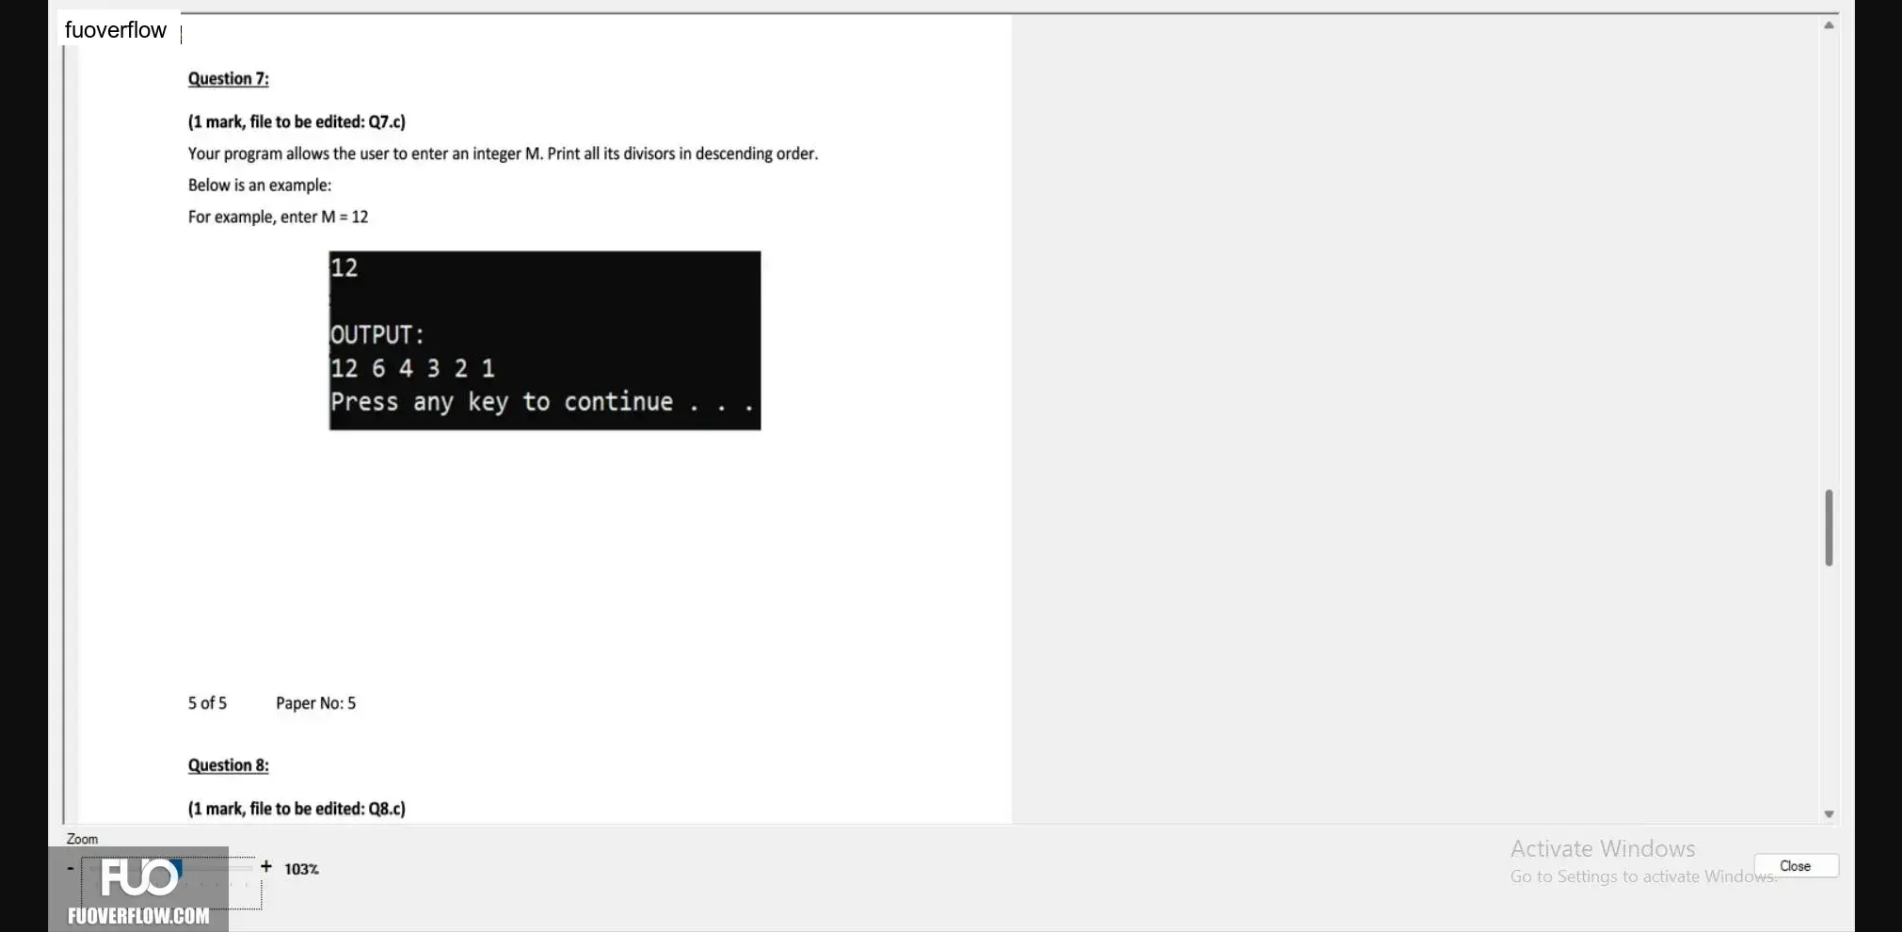 fuoverflow
Question 7:
(1 mark, file to be edited: Q7.c)
Your program allows the user to enter an integer M. Print all its divisors in descending order.
Below is an example:
For example, enter M = 12
12
OUTPUT:
12 6 4 3 2 1
Press any key to continue . . .
5 of 5 Paper No: 5
Question 8:
(1 mark, file to be edited: Q8.c)
Zoom
- + 103%
FUO
FUOVERFLOW.COM
Activate Windows
Go to Settings to activate Windows.
Close